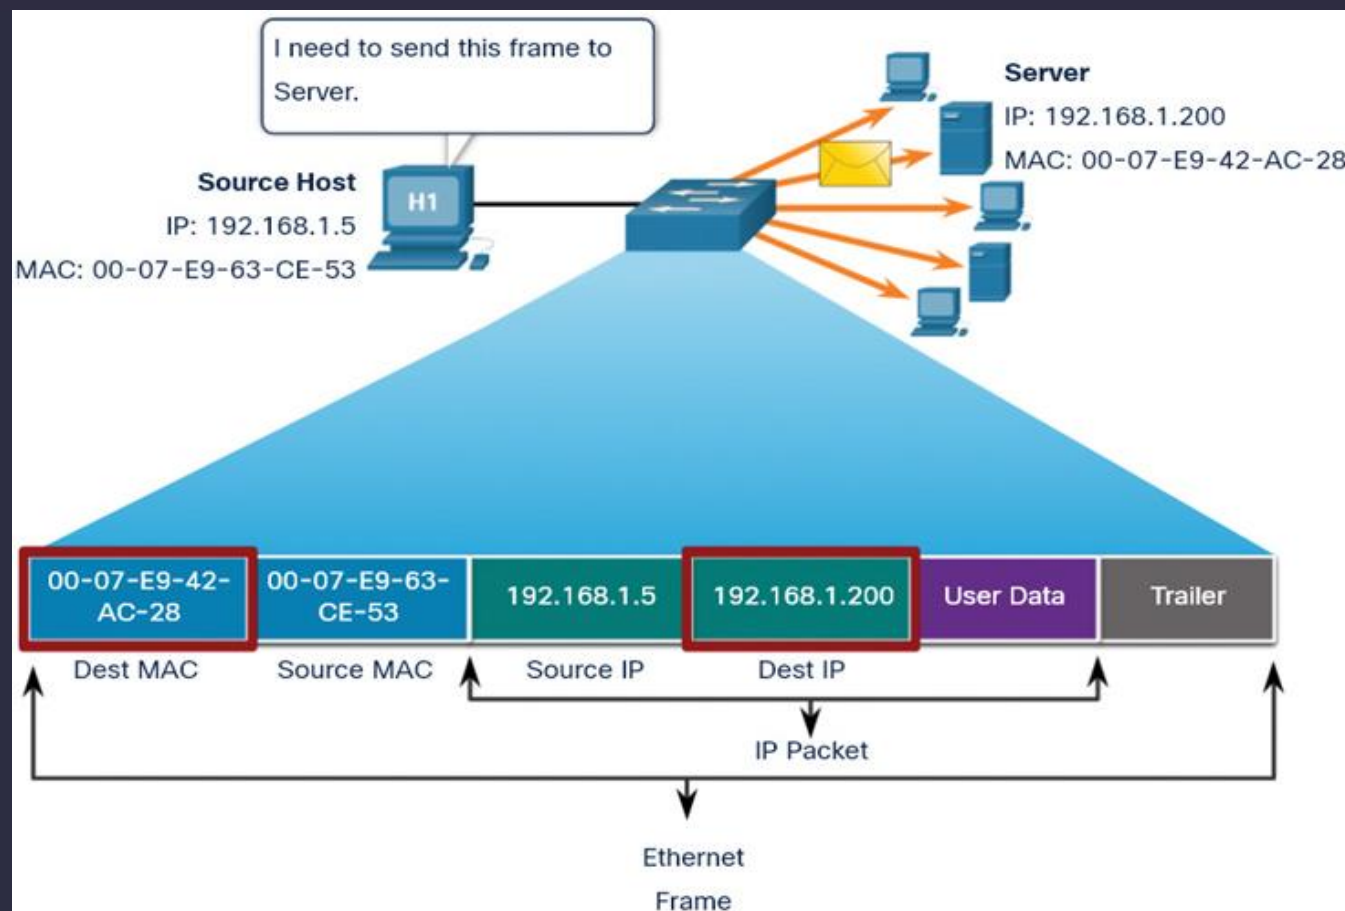 I need to send this frame to
Server.
Source Host
IP: 192.168.1.5
MAC: 00-07-E9-63-CE-53
H1
Server
IP: 192.168.1.200
MAC: 00-07-E9-42-AC-28
00-07-E9-42-
AC-28
00-07-E9-63-
CE-53
192.168.1.5
192.168.1.200
User Data
Trailer
Dest MAC
Source MAC
Source IP
Dest IP
IP Packet
Ethernet
Frame